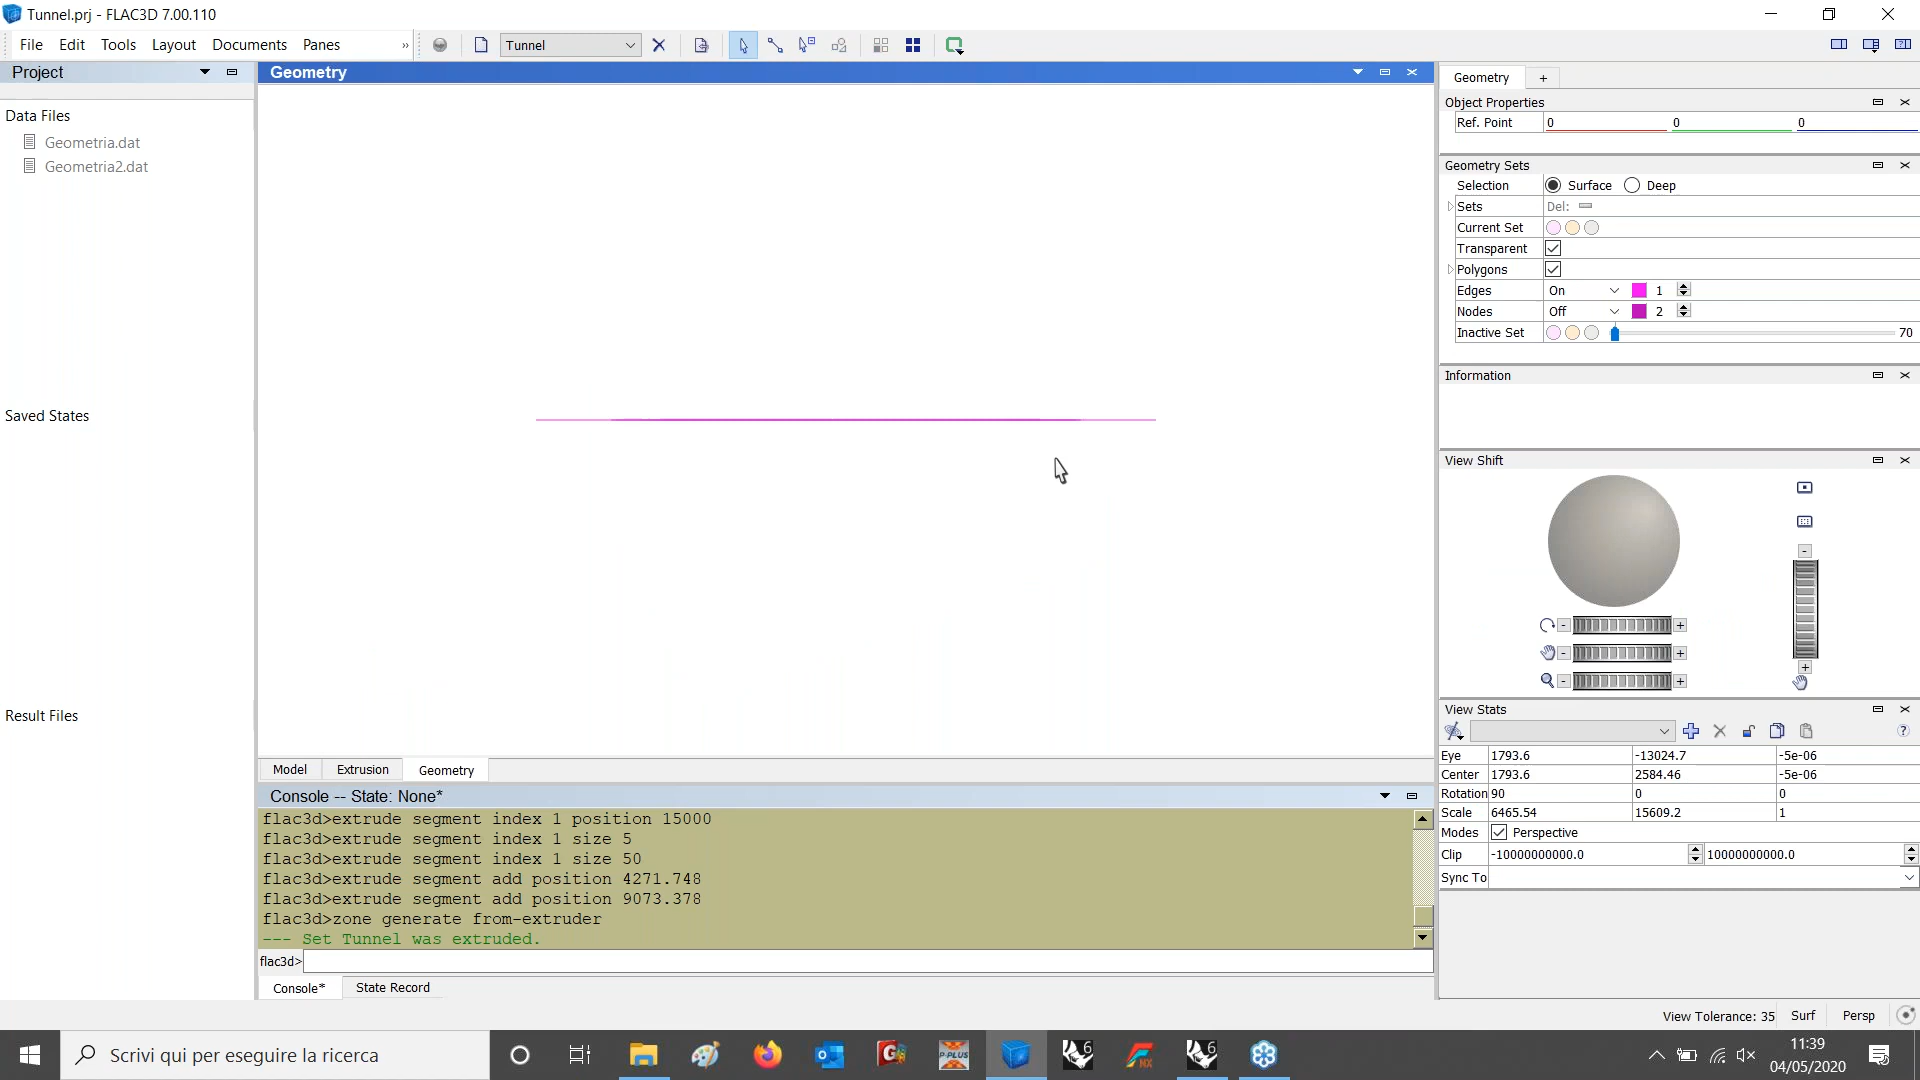 Tunnel.prj - FLAC3D 7.00.110
File Edit Tools Layout Documents Panes » Tunnel
Project
Geometry
Data Files
Geometria.dat
Geometria2.dat
Saved States
Result Files
Model Extrusion Geometry
Console -- State: None*
flac3d>extrude segment index 1 position 15000
flac3d>extrude segment index 1 size 5
flac3d>extrude segment index 1 size 50
flac3d>extrude segment add position 4271.748
flac3d>extrude segment add position 9073.378
flac3d>zone generate from-extruder
--- Set Tunnel was extruded.
flac3d>
Console* State Record
Geometry +
Object Properties
Ref. Point 0 0 0
Geometry Sets
Selection Surface Deep
Sets Del:
Current Set
Transparent
Polygons
Edges On 1
Nodes Off 2
Inactive Set 70
Information
View Shift
View Stats
Eye 1793.6 -13024.7 -5e-06
Center 1793.6 2584.46 -5e-06
Rotation 90 0 0
Scale 6465.54 15609.2 1
Modes Perspective
Clip -10000000000.0 10000000000.0
Sync To
View Tolerance: 35 Surf Persp
Scrivi qui per eseguire la ricerca
11:39
04/05/2020